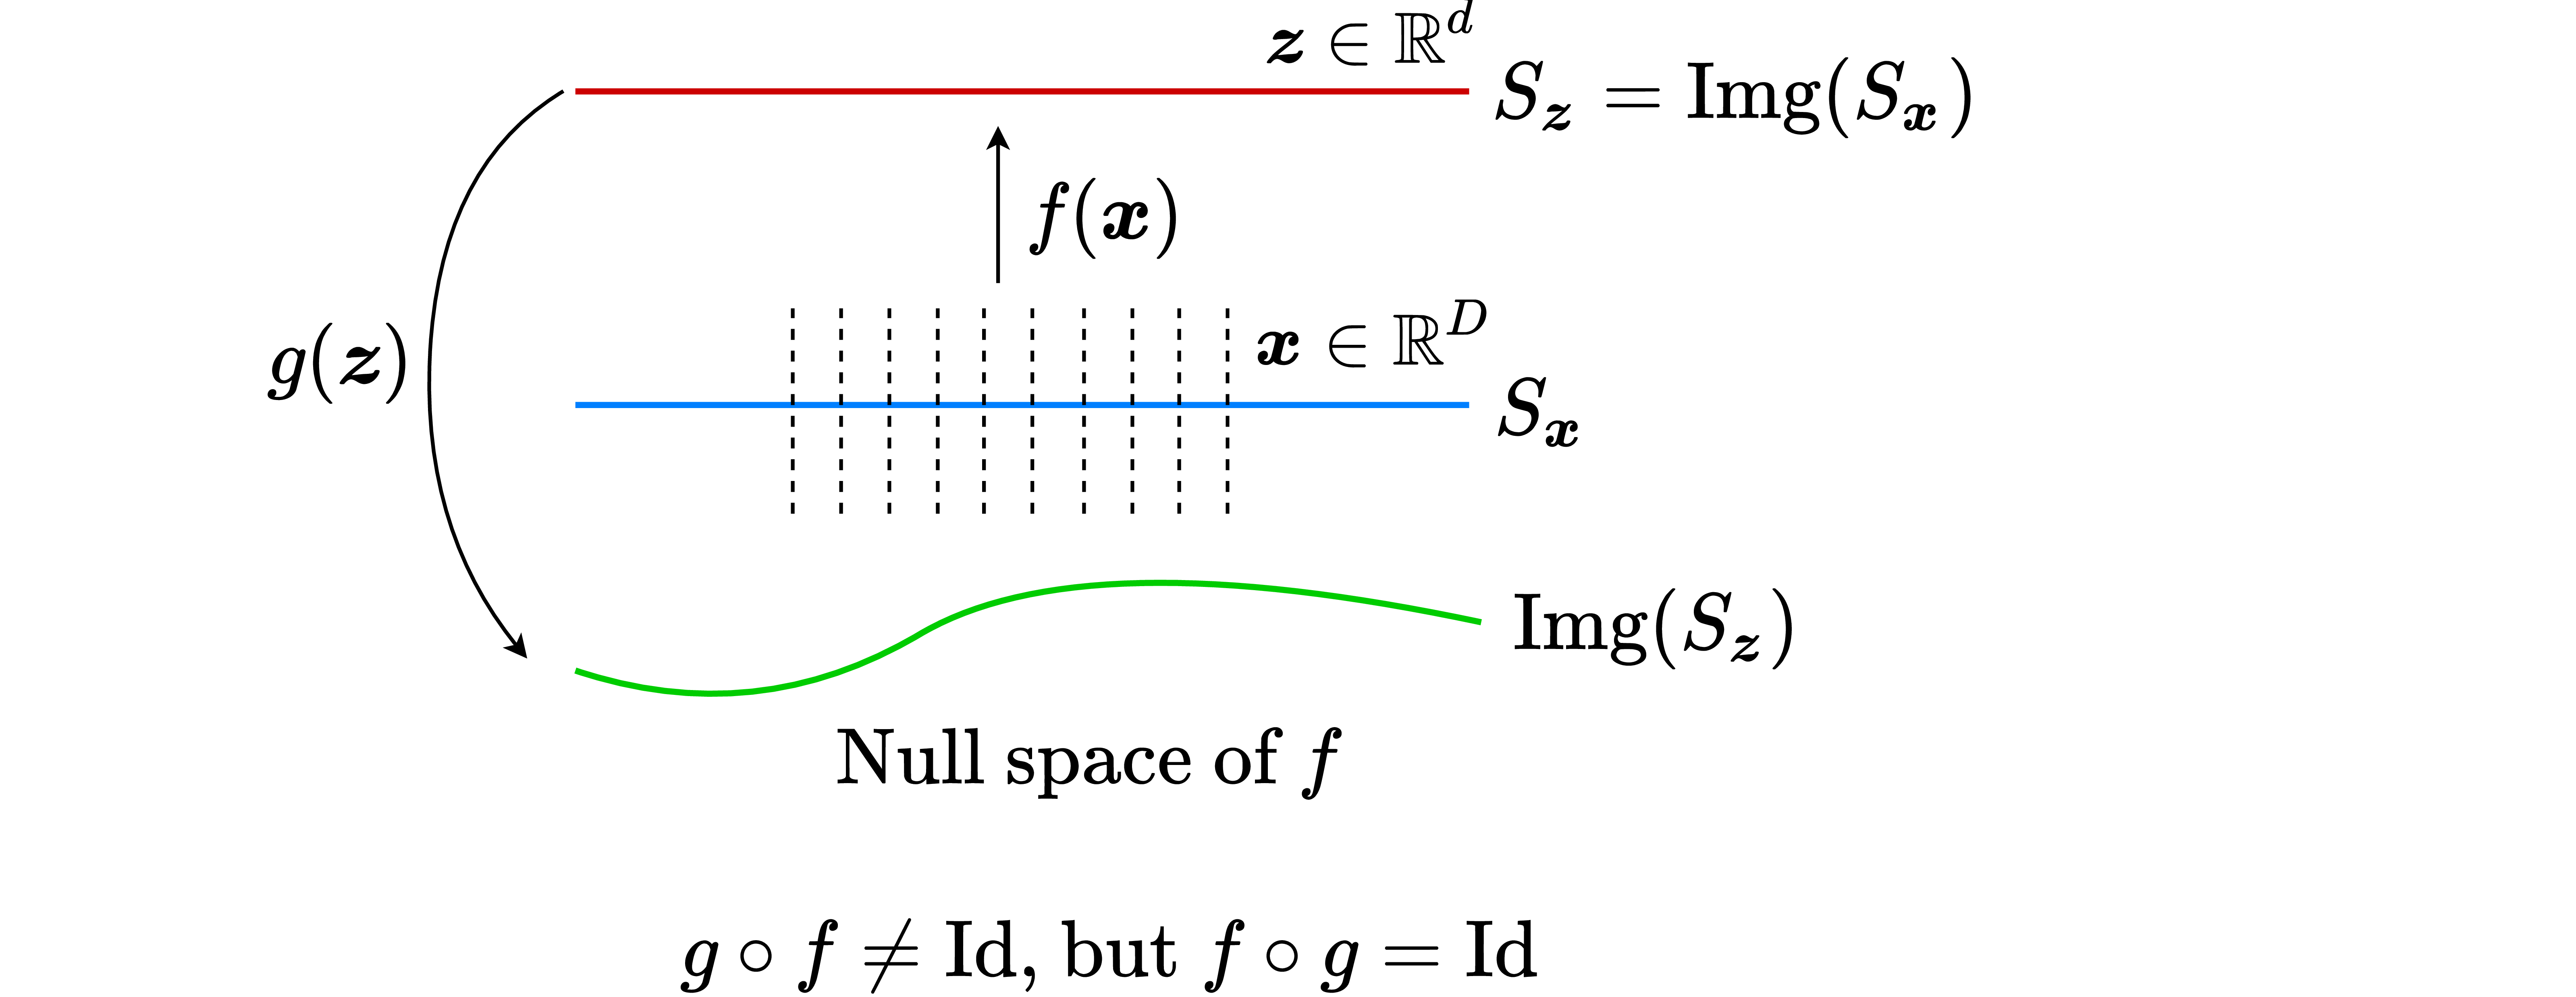 z ∈ ℝ^d
S_z = Img(S_x)
f(x)
x ∈ ℝ^D
g(z)
S_x
Img(S_z)
Null space of f
g ∘ f ≠ Id, but f ∘ g = Id